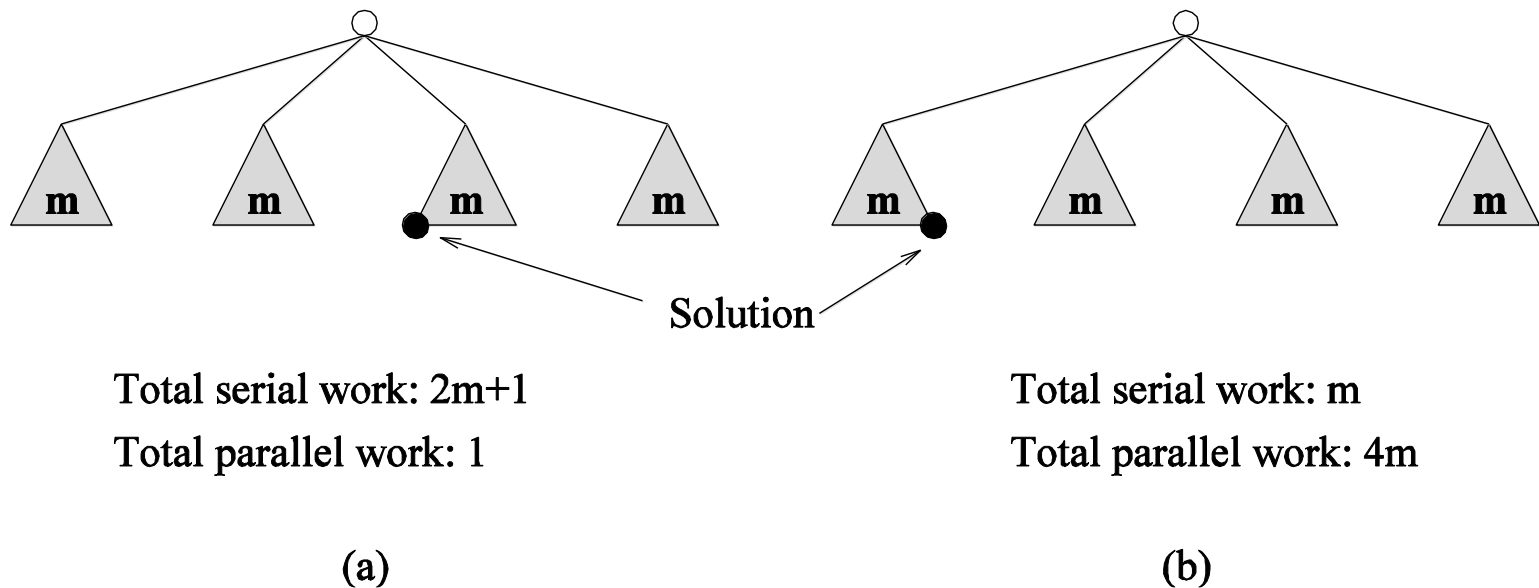 m m m m m m m m
Solution
Total serial work: 2m+1
Total parallel work: 1
Total serial work: m
Total parallel work: 4m
(a)
(b)